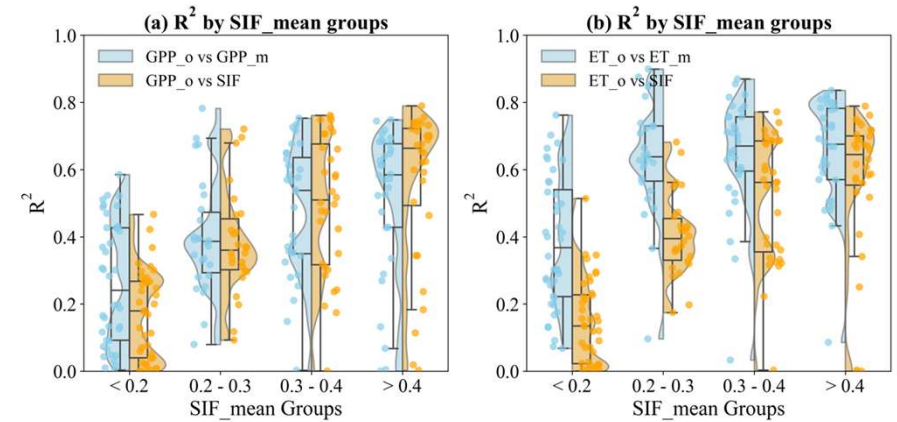 (a) R² by SIF_mean groups
1.0
0.8
0.6
0.4
0.2
0.0
R²
GPP_o vs GPP_m
GPP_o vs SIF
< 0.2
0.2 - 0.3
0.3 - 0.4
> 0.4
SIF_mean Groups
(b) R² by SIF_mean groups
1.0
0.8
0.6
0.4
0.2
0.0
R²
ET_o vs ET_m
ET_o vs SIF
< 0.2
0.2 - 0.3
0.3 - 0.4
> 0.4
SIF_mean Groups